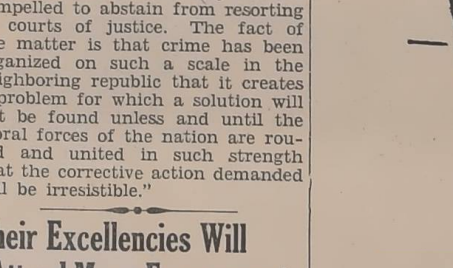 mpelled to abstain from resorting
courts of justice. The fact of
e matter is that crime has been
ganized on such a scale in the
ighboring republic that it creates
problem for which a solution will
t be found unless and until the
oral forces of the nation are rou-
d and united in such strength
at the corrective action demanded
l be irresistible."
heir Excellencies Will